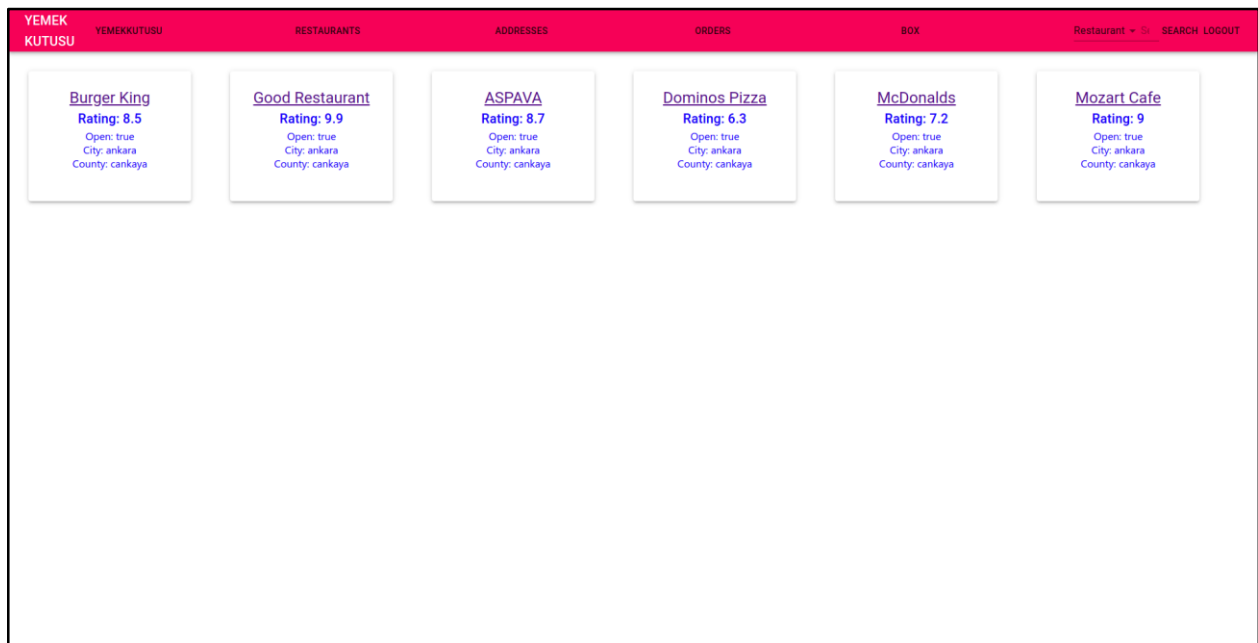 YEMEK
KUTUSU
YEMEKKUTUSU
RESTAURANTS
ADDRESSES
ORDERS
BOX
Restaurant
SEARCH
LOGOUT
Burger King
Rating: 8.5
Open: true
City: ankara
County: cankaya
Good Restaurant
Rating: 9.9
Open: true
City: ankara
County: cankaya
ASPAVA
Rating: 8.7
Open: true
City: ankara
County: cankaya
Dominos Pizza
Rating: 6.3
Open: true
City: ankara
County: cankaya
McDonalds
Rating: 7.2
Open: true
City: ankara
County: cankaya
Mozart Cafe
Rating: 9
Open: true
City: ankara
County: cankaya